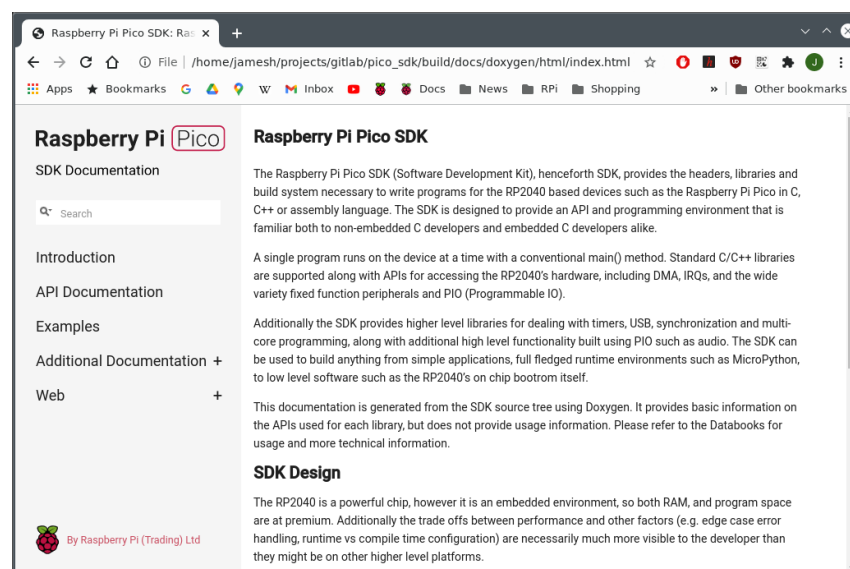 Raspberry Pi Pico SDK: Ras
File | /home/jamesh/projects/gitlab/pico_sdk/build/docs/doxygen/html/index.html
Apps Bookmarks G W Inbox Docs News RPi Shopping » Other bookmarks
Raspberry Pi Pico
SDK Documentation
Search
Introduction
API Documentation
Examples
Additional Documentation +
Web +
By Raspberry Pi (Trading) Ltd
Raspberry Pi Pico SDK
The Raspberry Pi Pico SDK (Software Development Kit), henceforth SDK, provides the headers, libraries and
build system necessary to write programs for the RP2040 based devices such as the Raspberry Pi Pico in C,
C++ or assembly language. The SDK is designed to provide an API and programming environment that is
familiar both to non-embedded C developers and embedded C developers alike.
A single program runs on the device at a time with a conventional main() method. Standard C/C++ libraries
are supported along with APIs for accessing the RP2040's hardware, including DMA, IRQs, and the wide
variety fixed function peripherals and PIO (Programmable IO).
Additionally the SDK provides higher level libraries for dealing with timers, USB, synchronization and multi-
core programming, along with additional high level functionality built using PIO such as audio. The SDK can
be used to build anything from simple applications, full fledged runtime environments such as MicroPython,
to low level software such as the RP2040's on chip bootrom itself.
This documentation is generated from the SDK source tree using Doxygen. It provides basic information on
the APIs used for each library, but does not provide usage information. Please refer to the Databooks for
usage and more technical information.
SDK Design
The RP2040 is a powerful chip, however it is an embedded environment, so both RAM, and program space
are at premium. Additionally the trade offs between performance and other factors (e.g. edge case error
handling, runtime vs compile time configuration) are necessarily much more visible to the developer than
they might be on other higher level platforms.